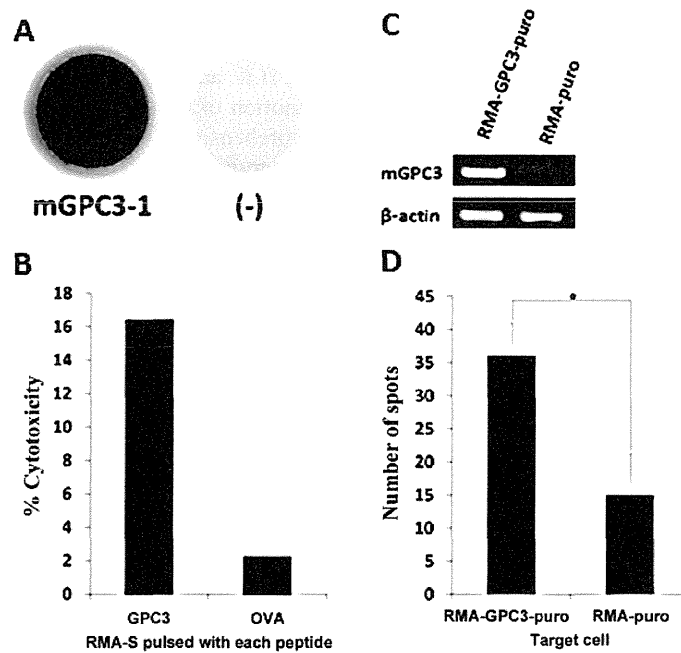 A
mGPC3-1
(-)
B
% Cytotoxicity
18
16
14
12
10
8
6
4
2
0
GPC3
OVA
RMA-S pulsed with each peptide
C
RMA-GPC3-puro
RMA-puro
mGPC3
β-actin
D
Number of spots
45
40
35
30
25
20
15
10
5
0
*
RMA-GPC3-puro
RMA-puro
Target cell